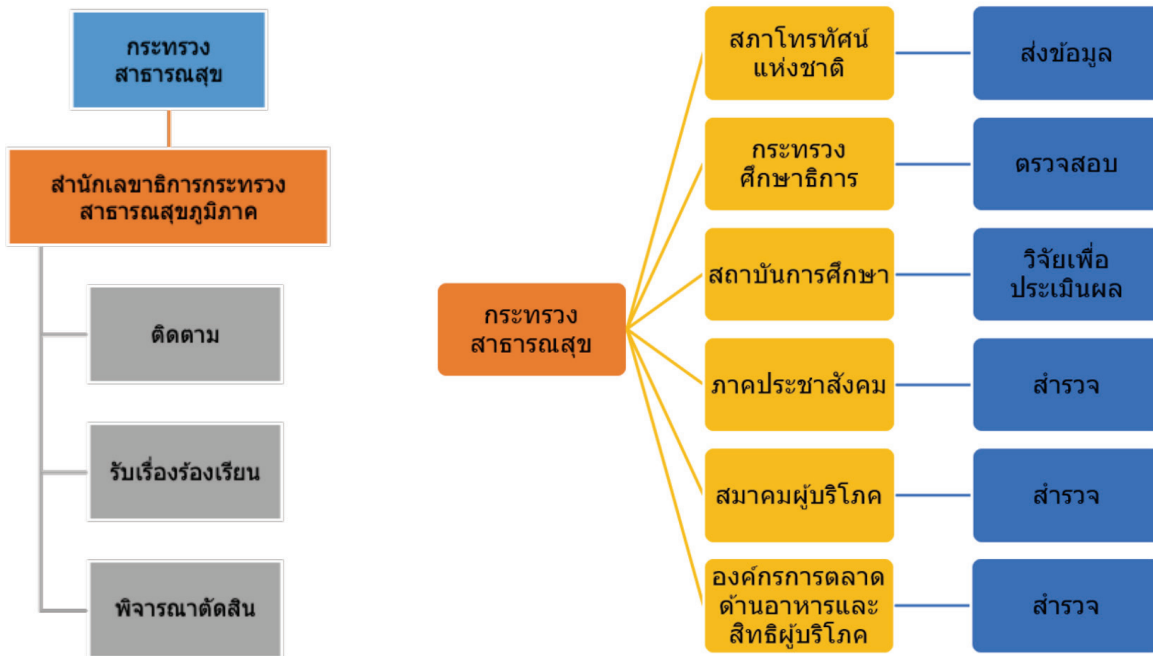 กระทรวง
สาธารณสุข
สำนักเลขาธิการกระทรวง
สาธารณสุขภูมิภาค
ติดตาม
รับเรื่องร้องเรียน
พิจารณาตัดสิน
กระทรวง
สาธารณสุข
สภาโทรทัศน์
แห่งชาติ
ส่งข้อมูล
กระทรวง
ศึกษาธิการ
ตรวจสอบ
สถาบันการศึกษา
วิจัยเพื่อ
ประเมินผล
ภาคประชาสังคม
สำรวจ
สมาคมผู้บริโภค
สำรวจ
องค์กรการตลาด
ด้านอาหารและ
สิทธิผู้บริโภค
สำรวจ